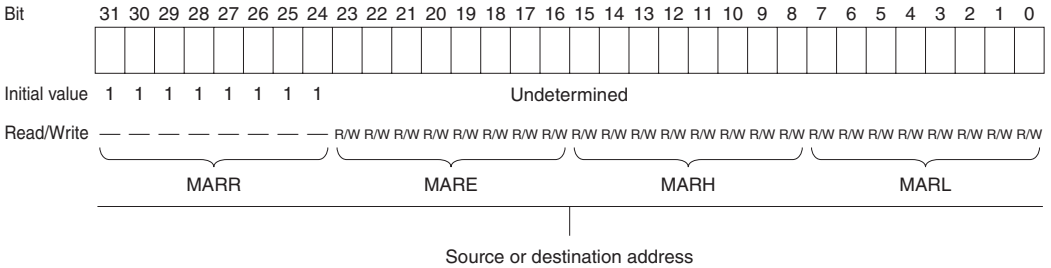 Bit 31 30 29 28 27 26 25 24 23 22 21 20 19 18 17 16 15 14 13 12 11 10 9 8 7 6 5 4 3 2 1 0
Initial value 1 1 1 1 1 1 1 1 Undetermined
Read/Write — — — — — — — — R/W R/W R/W R/W R/W R/W R/W R/W R/W R/W R/W R/W R/W R/W R/W R/W R/W R/W R/W R/W R/W R/W R/W R/W
MARR MARE MARH MARL
Source or destination address